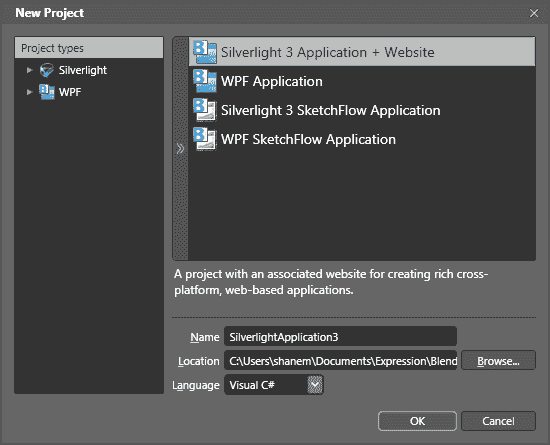 New Project
Project types
Silverlight
WPF
Silverlight 3 Application + Website
WPF Application
Silverlight 3 SketchFlow Application
WPF SketchFlow Application
A project with an associated website for creating rich cross-
platform, web-based applications.
Name SilverlightApplication3
Location C:\Users\shanem\Documents\Expression\Blend Browse...
Language Visual C#
OK Cancel